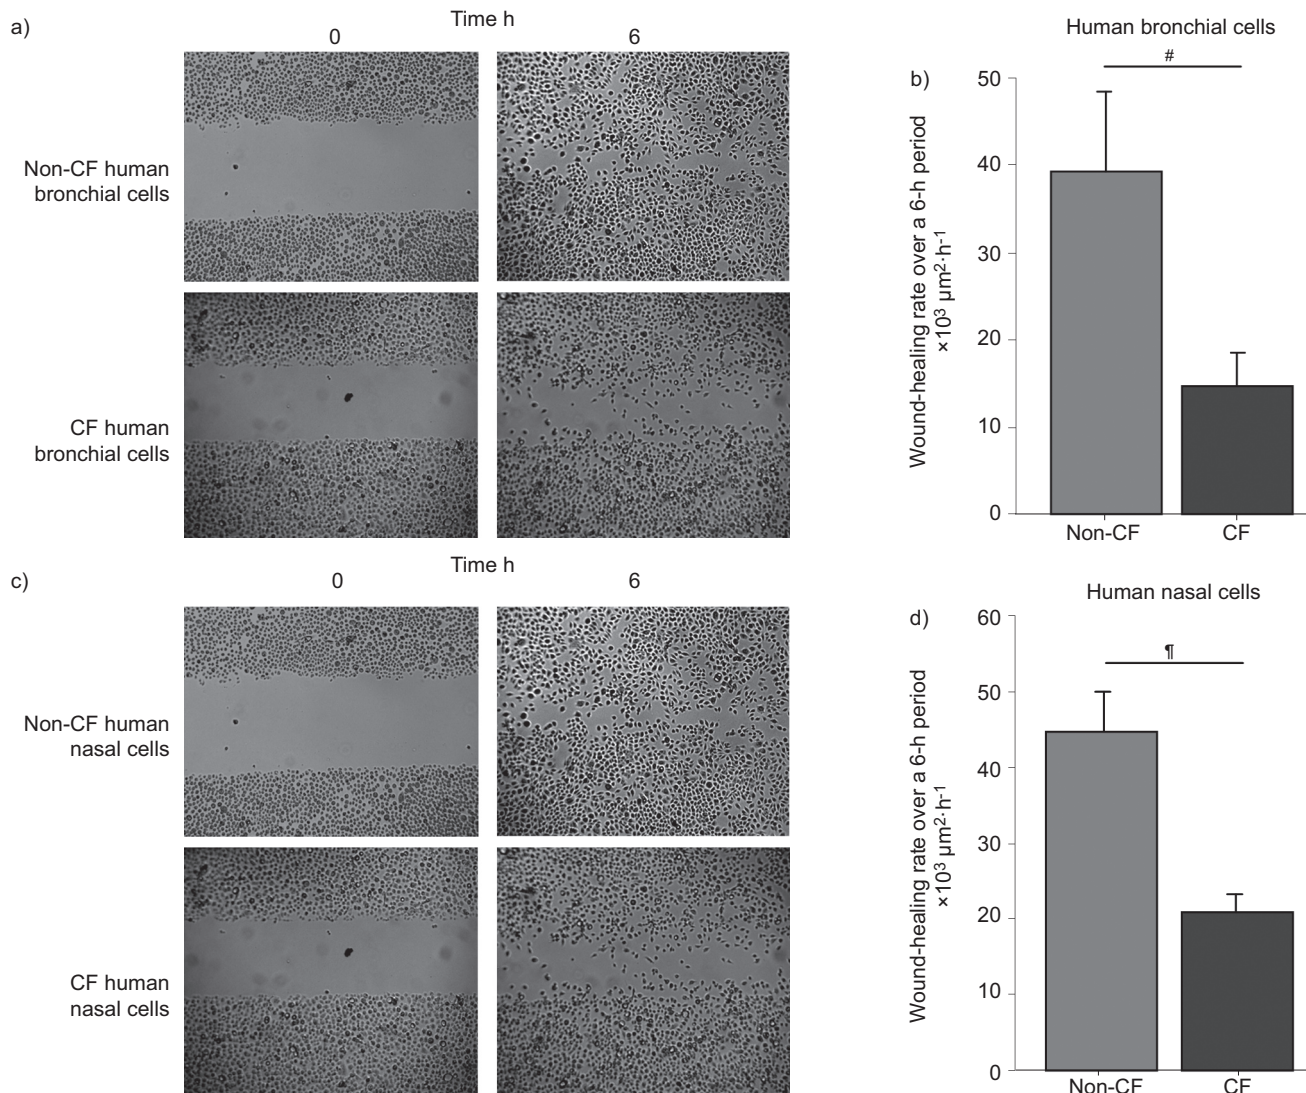 a)
Time h
0
6
Non-CF human
bronchial cells
CF human
bronchial cells
b)
Human bronchial cells
#
Wound-healing rate over a 6-h period
×10³ µm²·h⁻¹
50
40
30
20
10
0
Non-CF
CF
c)
Time h
0
6
Non-CF human
nasal cells
CF human
nasal cells
d)
Human nasal cells
¶
Wound-healing rate over a 6-h period
×10³ µm²·h⁻¹
60
50
40
30
20
10
0
Non-CF
CF